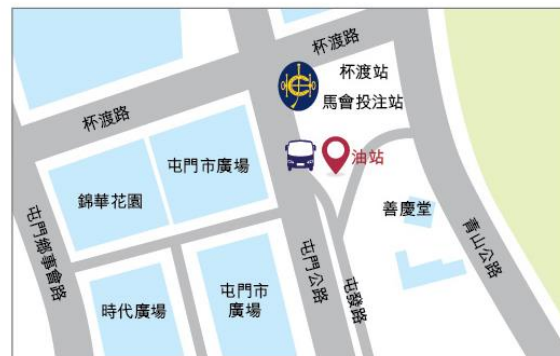 杯渡路
杯渡站
馬會投注站
杯渡路
屯門市廣場
油站
錦華花園
善慶堂
屯門鄉事會路
屯門公路
青山公路
屯發路
時代廣場
屯門市
廣場